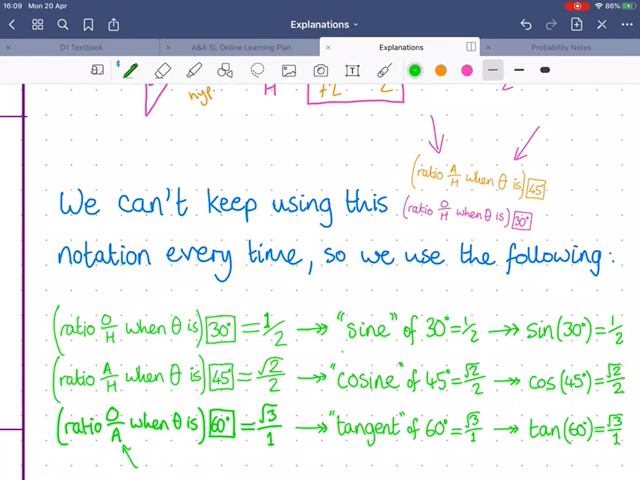 16:09 Mon 20 Apr
86%
Explanations
D1 Textbook
A&A SL Online Learning Plan
Explanations
Probability Notes
hyp.
H
(ratio A/H when θ is) 45°
We can't keep using this
(ratio O/H when θ is) 30°
notation every time, so we use the following:
(ratio O/H when θ is) 30° = 1/2 → "sine" of 30° = 1/2 → sin(30°) = 1/2
(ratio A/H when θ is) 45° = √2/2 → "cosine" of 45° = √2/2 → cos(45°) = √2/2
(ratio O/A when θ is) 60° = √3/1 → "tangent" of 60° = √3/1 → tan(60°) = √3/1